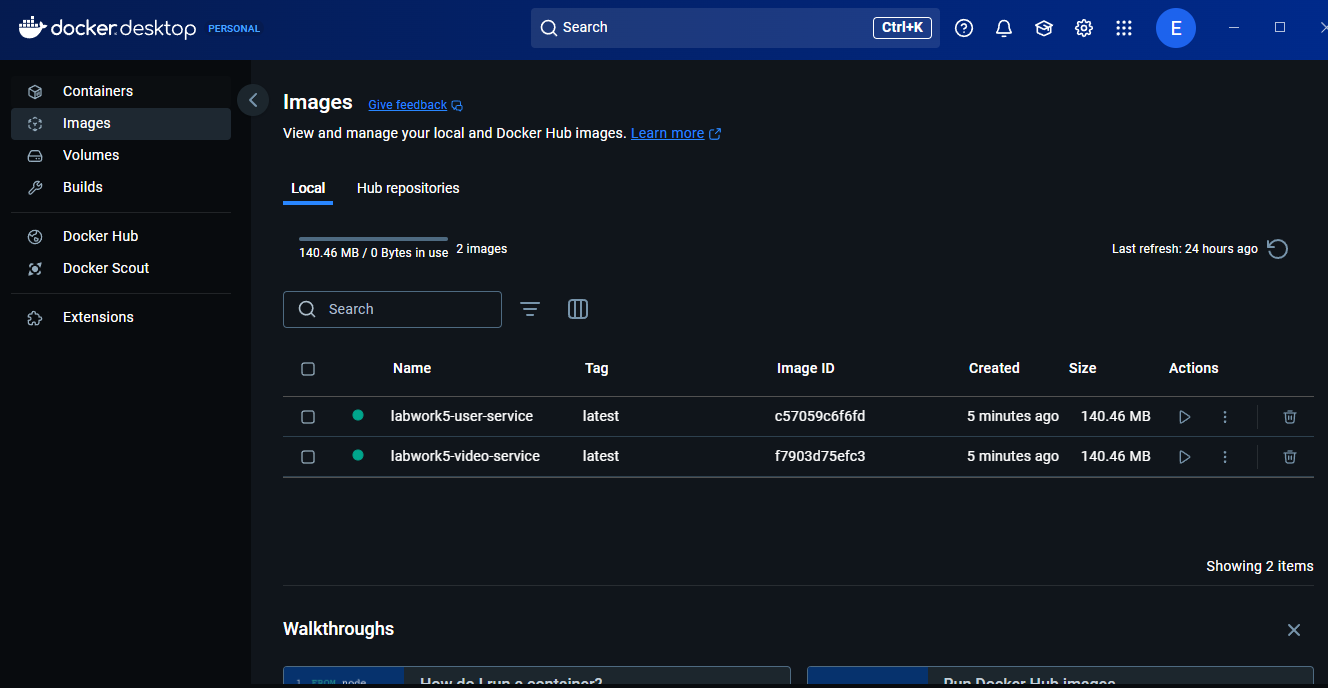 docker desktop PERSONAL
Search Ctrl+K
E
Containers
Images
Volumes
Builds
Docker Hub
Docker Scout
Extensions
Images Give feedback
View and manage your local and Docker Hub images. Learn more
Local Hub repositories
140.46 MB / 0 Bytes in use 2 images
Last refresh: 24 hours ago
Search
Name Tag Image ID Created Size Actions
labwork5-user-service latest c57059c6f6fd 5 minutes ago 140.46 MB
labwork5-video-service latest f7903d75efc3 5 minutes ago 140.46 MB
Showing 2 items
Walkthroughs
1 FROM node
How do I run a container?
Run Docker Hub images